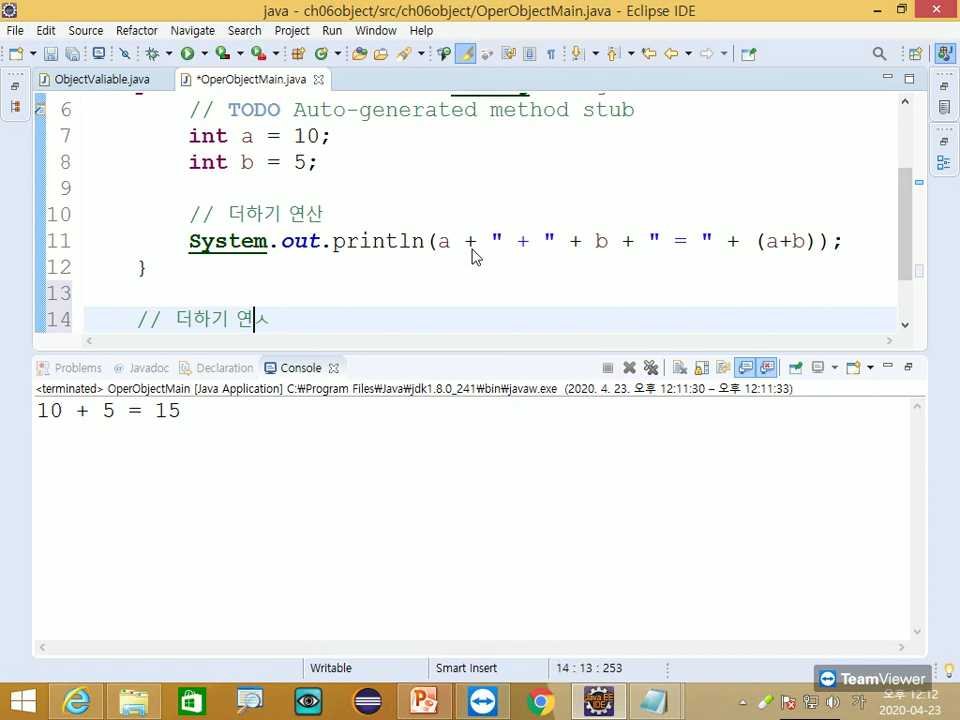 java - ch06object/src/ch06object/OperObjectMain.java - Eclipse IDE
File Edit Source Refactor Navigate Search Project Run Window Help
ObjectValiable.java *OperObjectMain.java
6 // TODO Auto-generated method stub
7 int a = 10;
8 int b = 5;
9
10 // 더하기 연산
11 System.out.println(a + " + " + b + " = " + (a+b));
12 }
13
14 // 더하기 연ㅅ
Problems Javadoc Declaration Console
<terminated> OperObjectMain [Java Application] C:₩Program Files₩Java₩jdk1.8.0_241₩bin₩javaw.exe (2020. 4. 23. 오후 12:11:30 – 오후 12:11:33)
10 + 5 = 15
Writable Smart Insert 14 : 13 : 253
TeamViewer
가 오후 12:12
2020-04-23